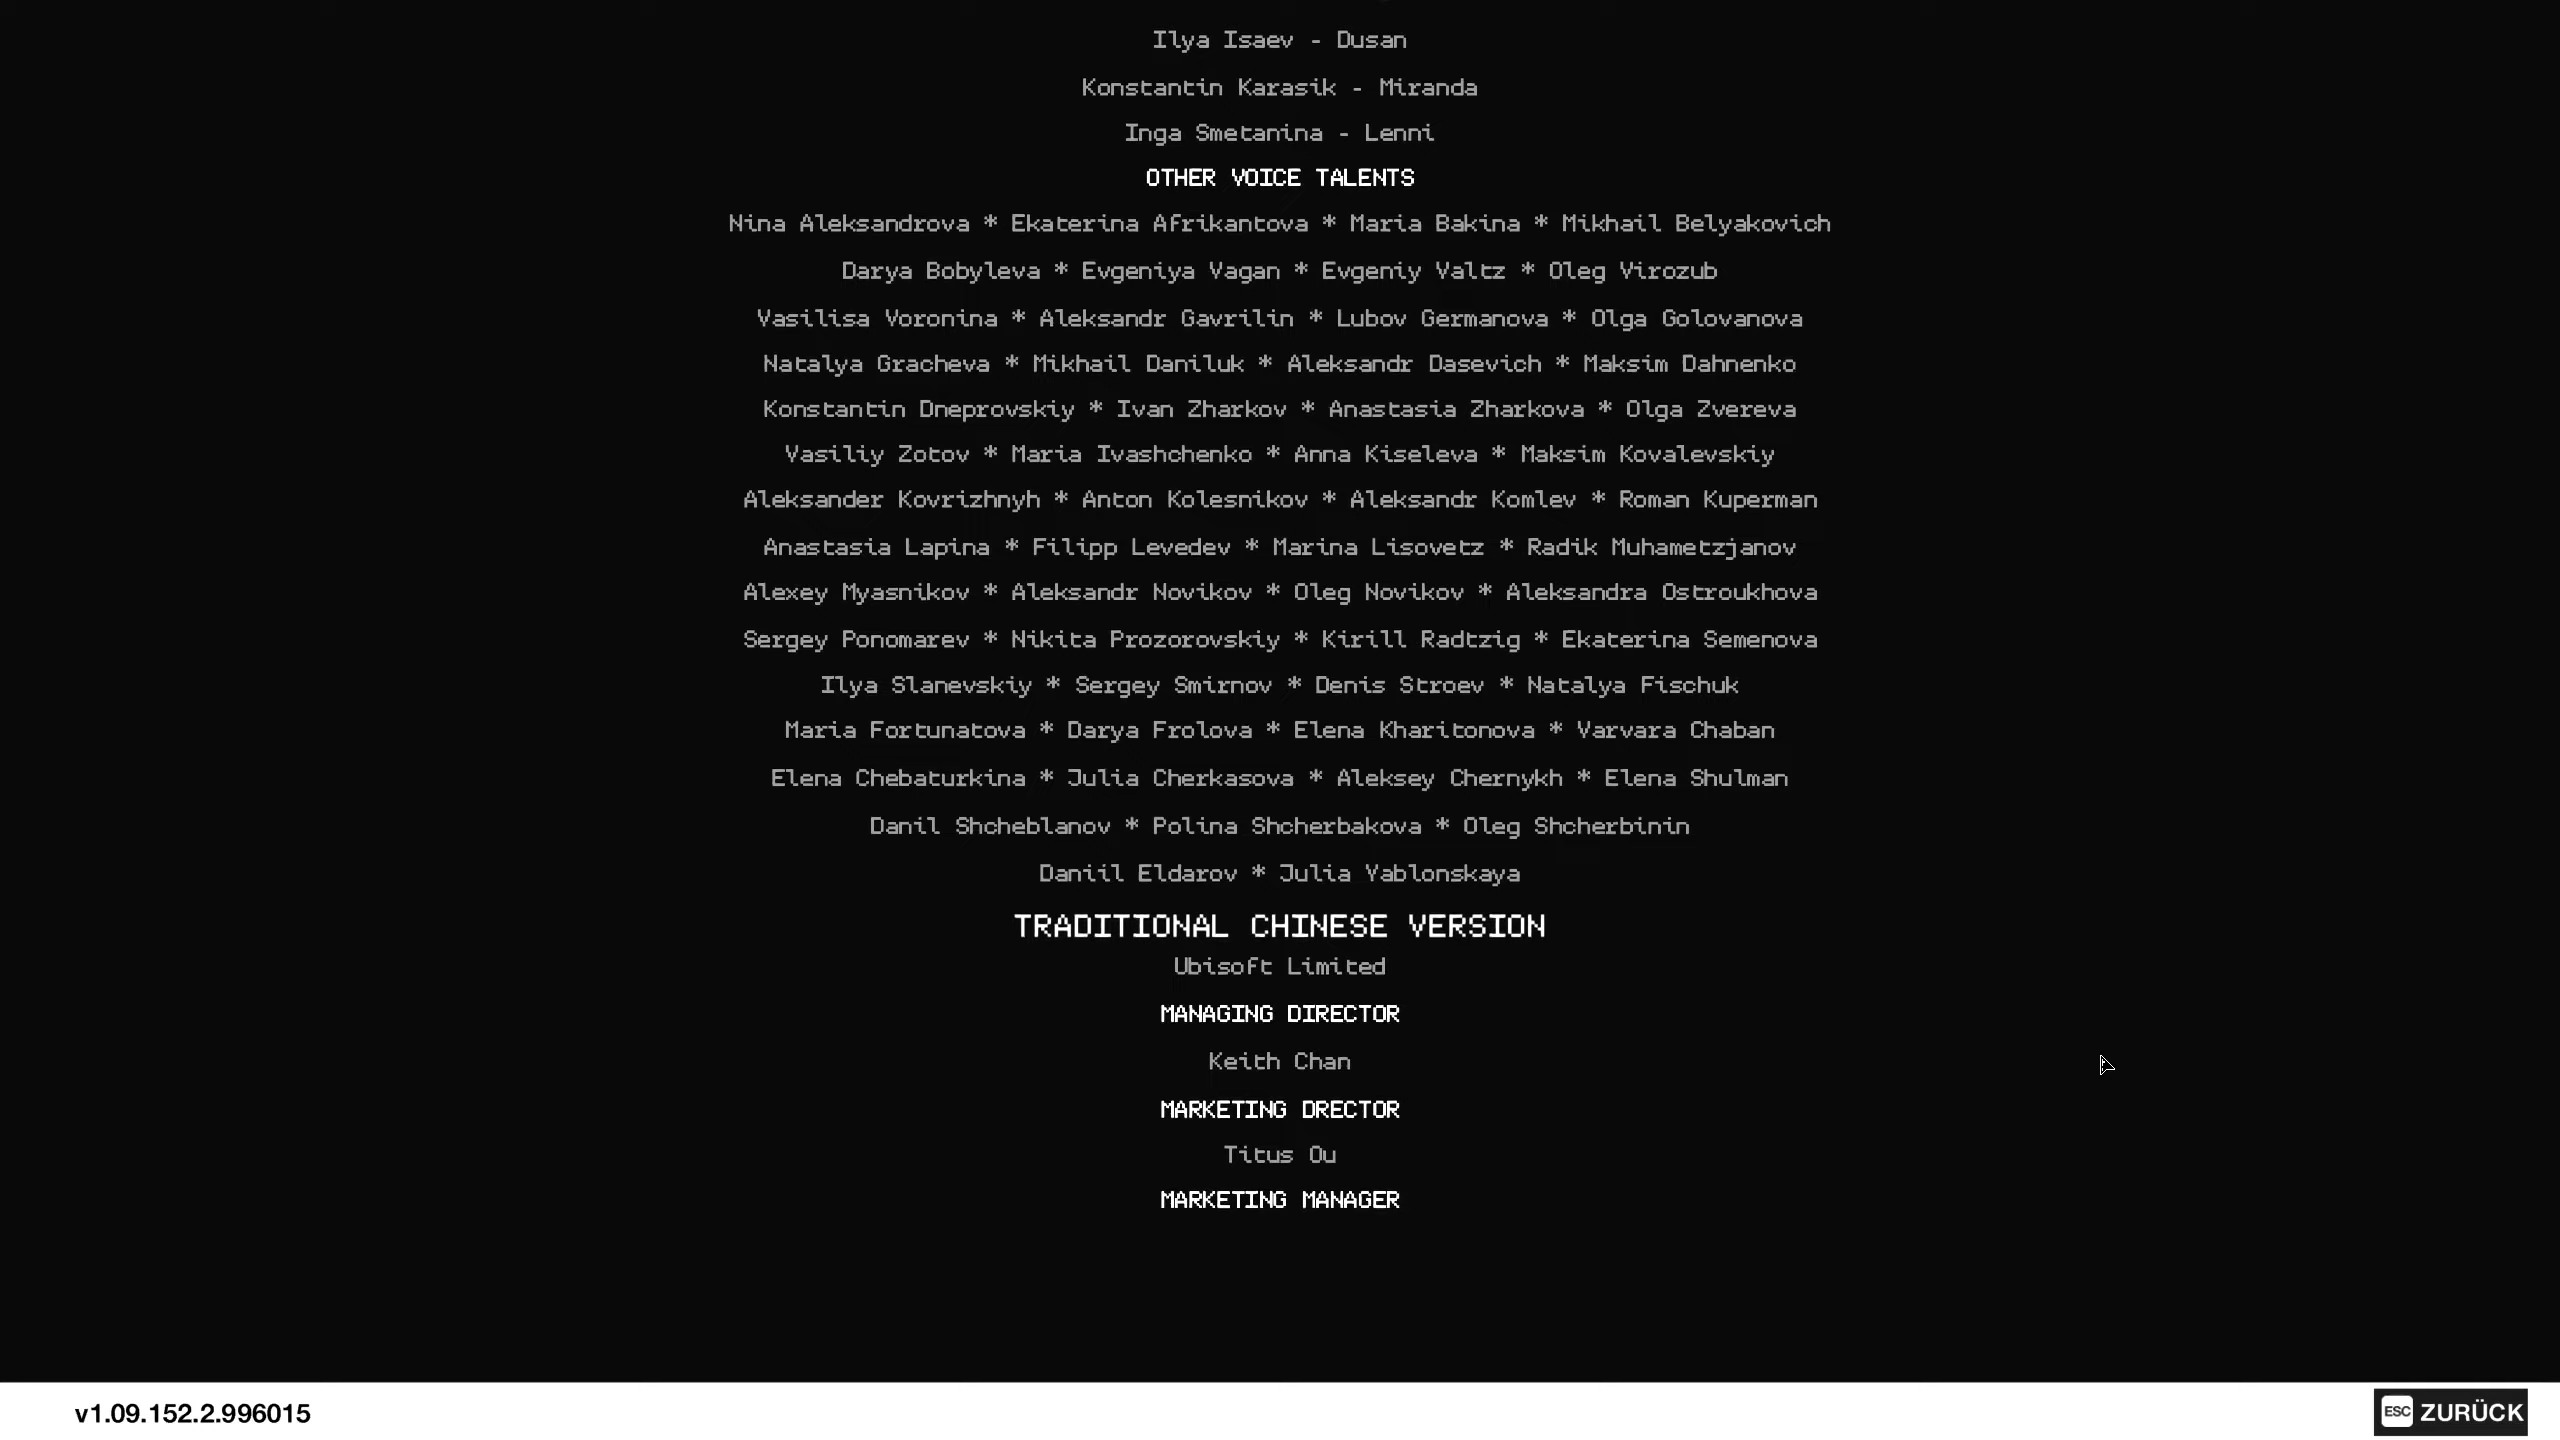 Ilya Isaev - Dusan
Konstantin Karasik - Miranda
Inga Smetanina - Lenni
OTHER VOICE TALENTS
Nina Aleksandrova * Ekaterina Afrikantova * Maria Bakina * Mikhail Belyakovich
Darya Bobyleva * Evgeniya Vagan * Evgeniy Valtz * Oleg Virozub
Vasilisa Voronina * Aleksandr Gavrilin * Lubov Germanova * Olga Golovanova
Natalya Gracheva * Mikhail Daniluk * Aleksandr Dasevich * Maksim Dahnenko
Konstantin Dneprovskiy * Ivan Zharkov * Anastasia Zharkova * Olga Zvereva
Vasiliy Zotov * Maria Ivashchenko * Anna Kiseleva * Maksim Kovalevskiy
Aleksander Kovrizhnyh * Anton Kolesnikov * Aleksandr Komlev * Roman Kuperman
Anastasia Lapina * Filipp Levedev * Marina Lisovetz * Radik Muhametzjanov
Alexey Myasnikov * Aleksandr Novikov * Oleg Novikov * Aleksandra Ostroukhova
Sergey Ponomarev * Nikita Prozorovskiy * Kirill Radtzig * Ekaterina Semenova
Ilya Slanevskiy * Sergey Smirnov * Denis Stroev * Natalya Fischuk
Maria Fortunatova * Darya Frolova * Elena Kharitonova * Varvara Chaban
Elena Chebaturkina * Julia Cherkasova * Aleksey Chernykh * Elena Shulman
Danil Shcheblanov * Polina Shcherbakova * Oleg Shcherbinin
Daniil Eldarov * Julia Yablonskaya
TRADITIONAL CHINESE VERSION
Ubisoft Limited
MANAGING DIRECTOR
Keith Chan
MARKETING DRECTOR
Titus Ou
MARKETING MANAGER
v1.09.152.2.996015
ESC ZURÜCK